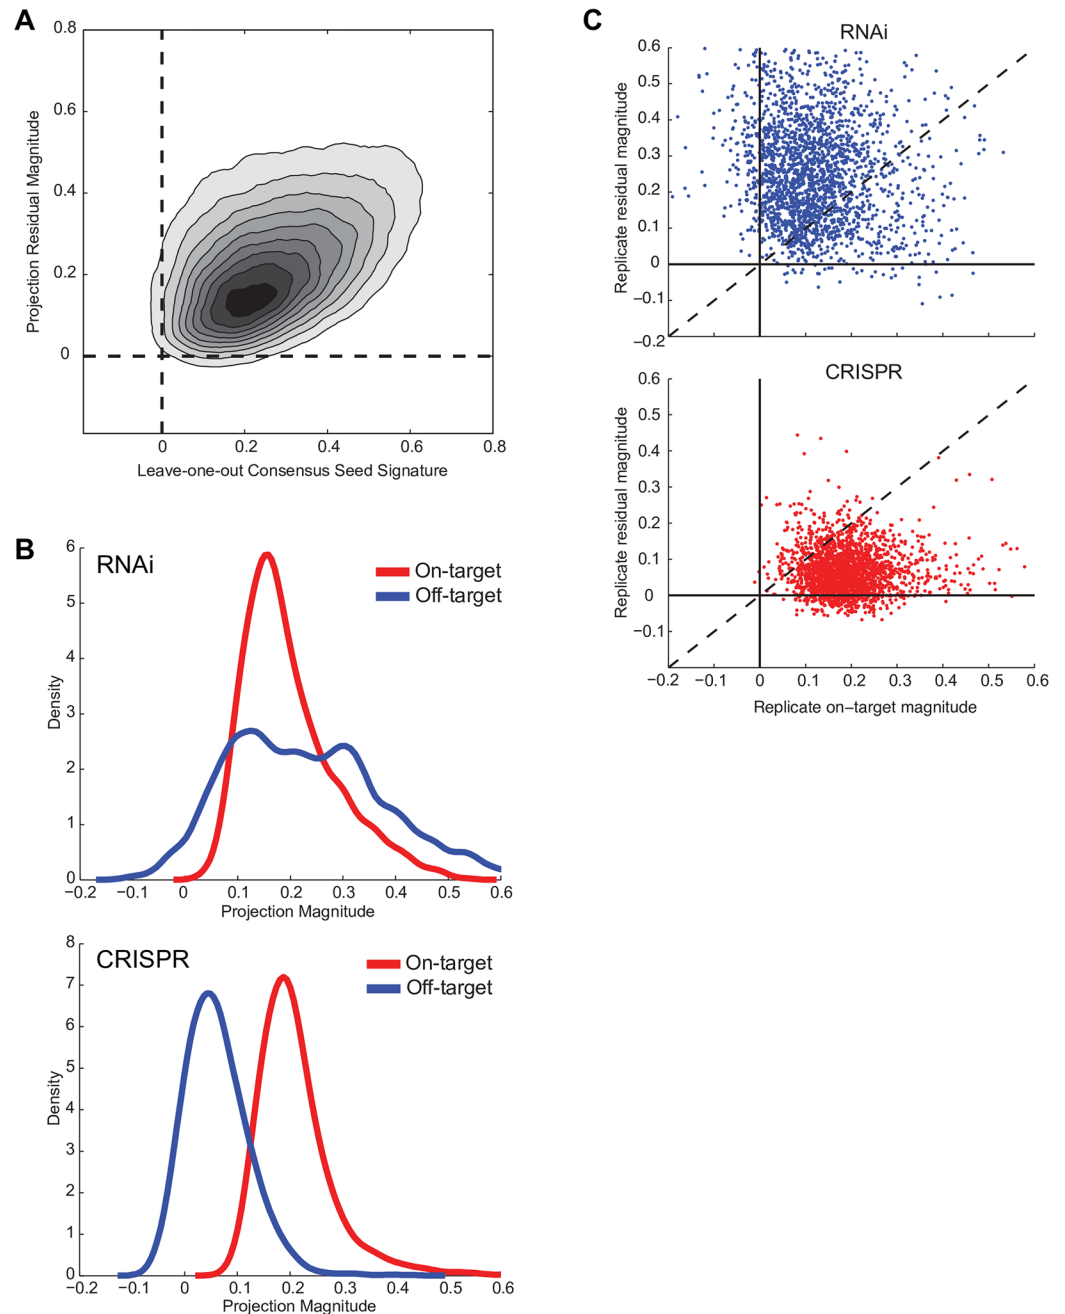 A
0.8
0.6
0.4
0.2
0
Projection Residual Magnitude
0 0.2 0.4 0.6 0.8
Leave-one-out Consensus Seed Signature
B
RNAi
On-target
Off-target
6
5
4
3
2
1
0
Density
−0.2 −0.1 0 0.1 0.2 0.3 0.4 0.5 0.6
Projection Magnitude
CRISPR
On-target
Off-target
8
7
6
5
4
3
2
1
0
Density
−0.2 −0.1 0 0.1 0.2 0.3 0.4 0.5 0.6
Projection Magnitude
C
RNAi
0.6
0.5
0.4
0.3
0.2
0.1
0
−0.1
−0.2
Replicate residual magnitude
CRISPR
0.6
0.5
0.4
0.3
0.2
0.1
0
−0.1
Replicate residual magnitude
−0.2 −0.1 0 0.1 0.2 0.3 0.4 0.5 0.6
Replicate on−target magnitude